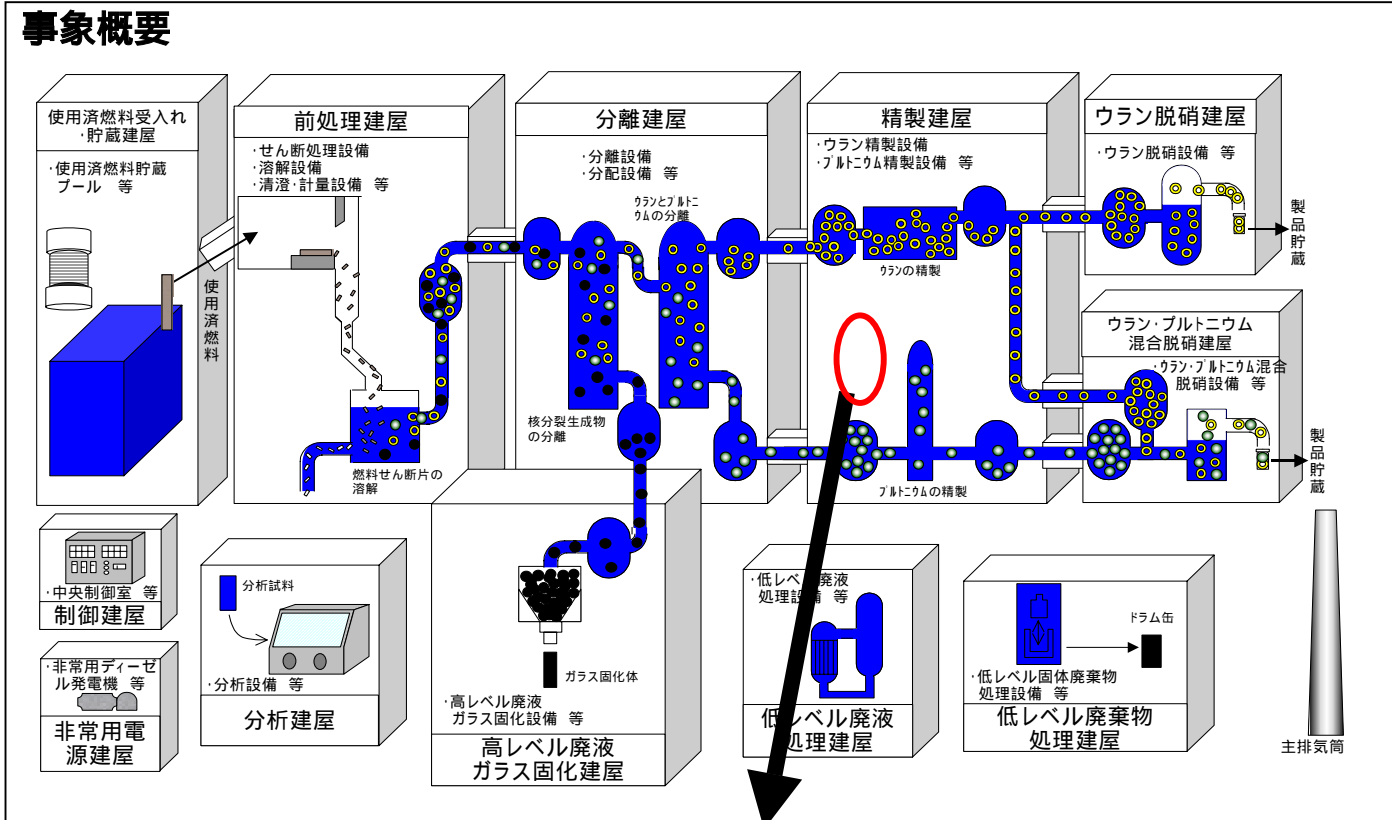 事象概要
使用済燃料受入れ
・貯蔵建屋
・使用済燃料貯蔵
プール 等
使用済燃料
前処理建屋
・せん断処理設備
・溶解設備
・清澄・計量設備 等
燃料せん断片の
溶解
分離建屋
・分離設備
・分配設備 等
ウランとプルトニ
ウムの分離
核分裂生成物
の分離
精製建屋
・ウラン精製設備
・プルトニウム精製設備 等
ウランの精製
プルトニウムの精製
ウラン脱硝建屋
・ウラン脱硝設備 等
製品貯蔵
ウラン・プルトニウム
混合脱硝建屋
・ウラン・プルトニウム混合
脱硝設備 等
製品貯蔵
・中央制御室 等
制御建屋
・非常用ディーゼ
ル発電機 等
非常用電
源建屋
分析試料
・分析設備 等
分析建屋
ガラス固化体
・高レベル廃液
ガラス固化設備 等
高レベル廃液
ガラス固化建屋
・低レベル廃液
処理設備 等
低レベル廃液
処理建屋
ドラム缶
・低レベル固体廃棄物
処理設備 等
低レベル廃棄物
処理建屋
主排気筒